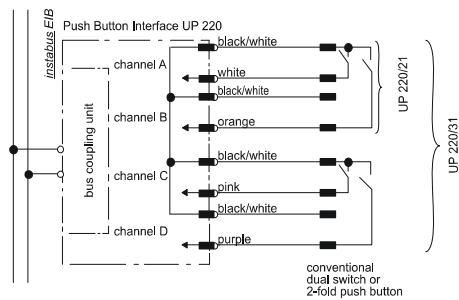 instabus EIB
Push Button Interface UP 220
bus coupling unit
channel A
channel B
channel C
channel D
black/white
white
black/white
orange
black/white
pink
black/white
purple
UP 220/21
UP 220/31
conventional
dual switch or
2-fold push button